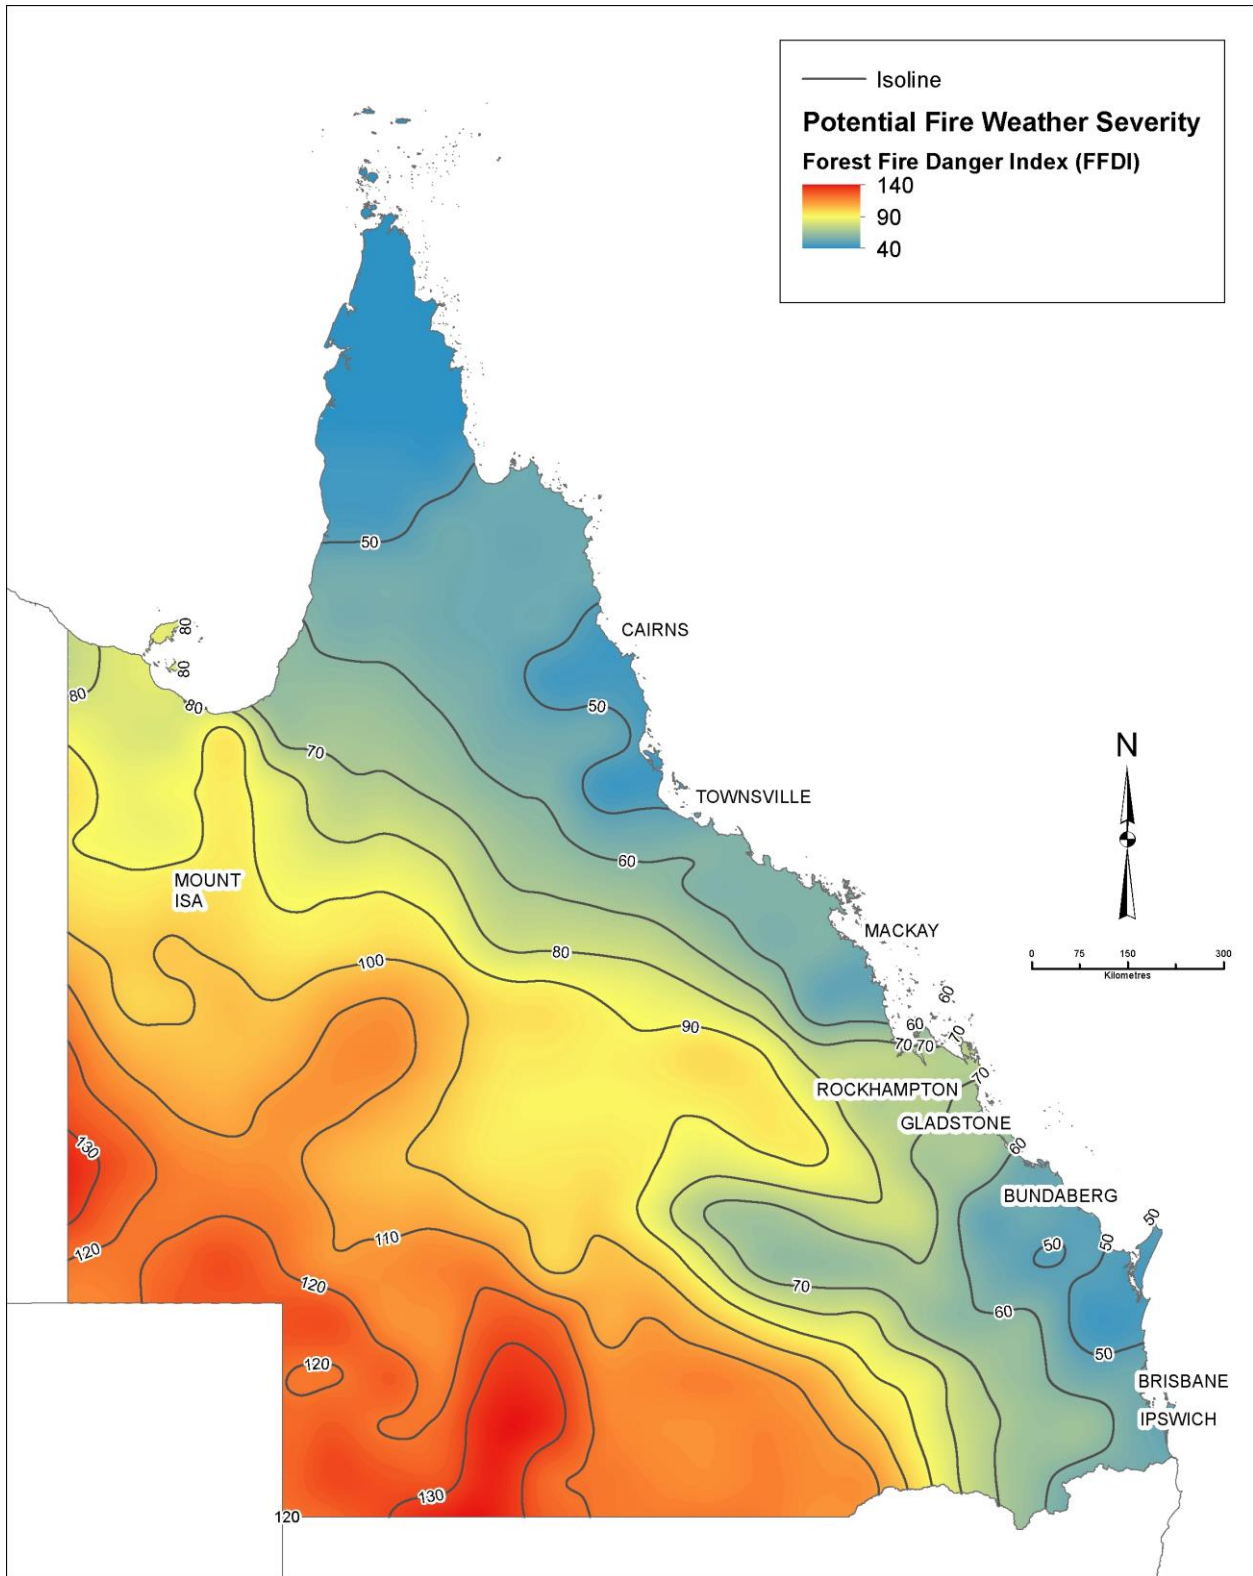 Isoline
Potential Fire Weather Severity
Forest Fire Danger Index (FFDI)
140
90
40
50
CAIRNS
80
80
80
80
50
70
N
TOWNSVILLE
60
MOUNT
ISA
MACKAY
80
100
0 75 150 300
Kilometres
60
90
60
70
70 70
70
ROCKHAMPTON
GLADSTONE
130
60
BUNDABERG
50
110
50
50
120
120
70
60
50
120
BRISBANE
IPSWICH
130
120